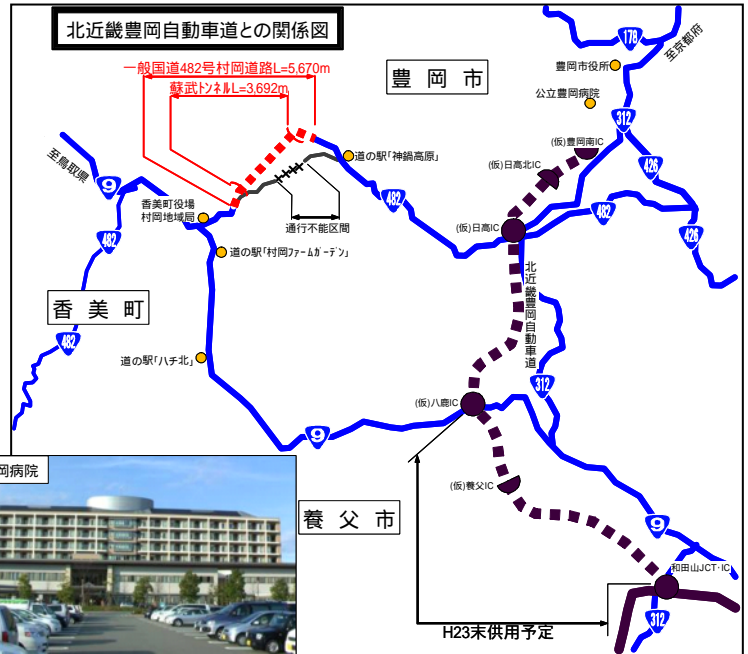 北近畿豊岡自動車道との関係図
一般国道482号村岡道路L=5,670m
蘇武トンネルL=3,692m
豊岡市
178
至京都府
豊岡市役所
公立豊岡病院
312
(仮)豊岡南IC
(仮)日高北IC
426
道の駅「神鍋高原」
至鳥取県
9
482
482
(仮)日高IC
426
香美町役場
村岡地域局
通行不能区間
482
道の駅「村岡ファームガーデン」
北近畿豊岡自動車道
香美町
482
道の駅「ハチ北」
312
(仮)八鹿IC
9
岡病院
養父市
(仮)養父IC
9
和田山JCT・IC
312
H23末供用予定